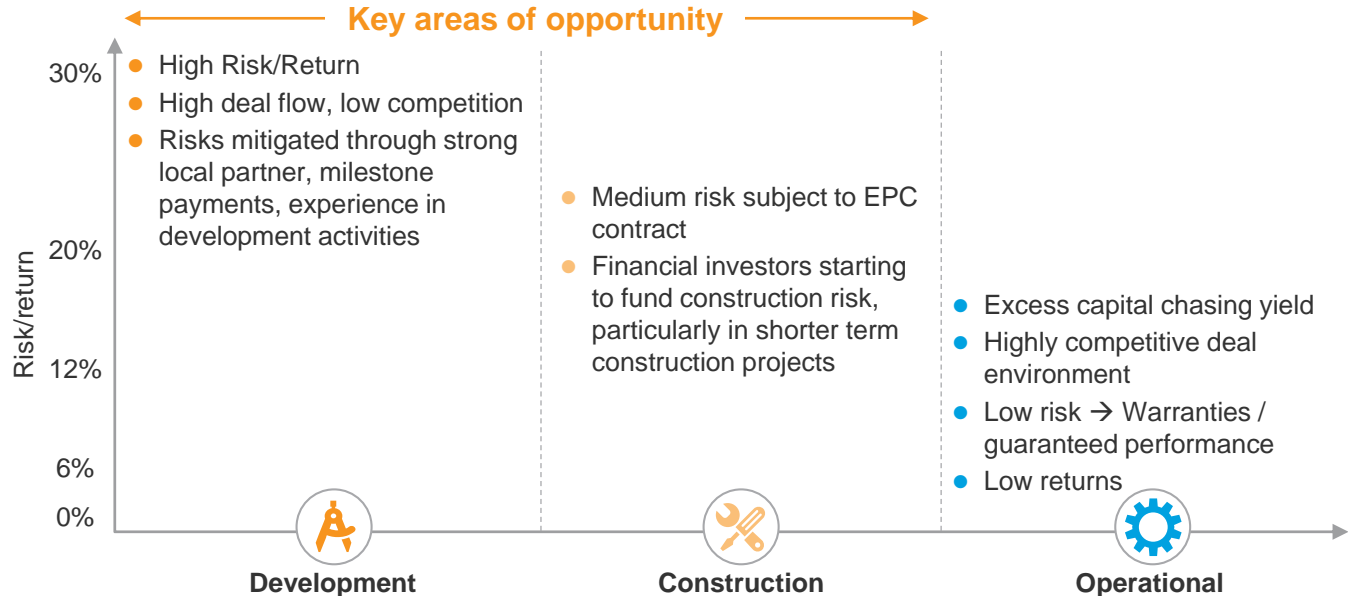 Key areas of opportunity
Risk/return
30%
20%
12%
6%
0%
● High Risk/Return
● High deal flow, low competition
● Risks mitigated through strong
local partner, milestone
payments, experience in
development activities
● Medium risk subject to EPC
contract
● Financial investors starting
to fund construction risk,
particularly in shorter term
construction projects
● Excess capital chasing yield
● Highly competitive deal
environment
● Low risk → Warranties /
guaranteed performance
● Low returns
Development
Construction
Operational